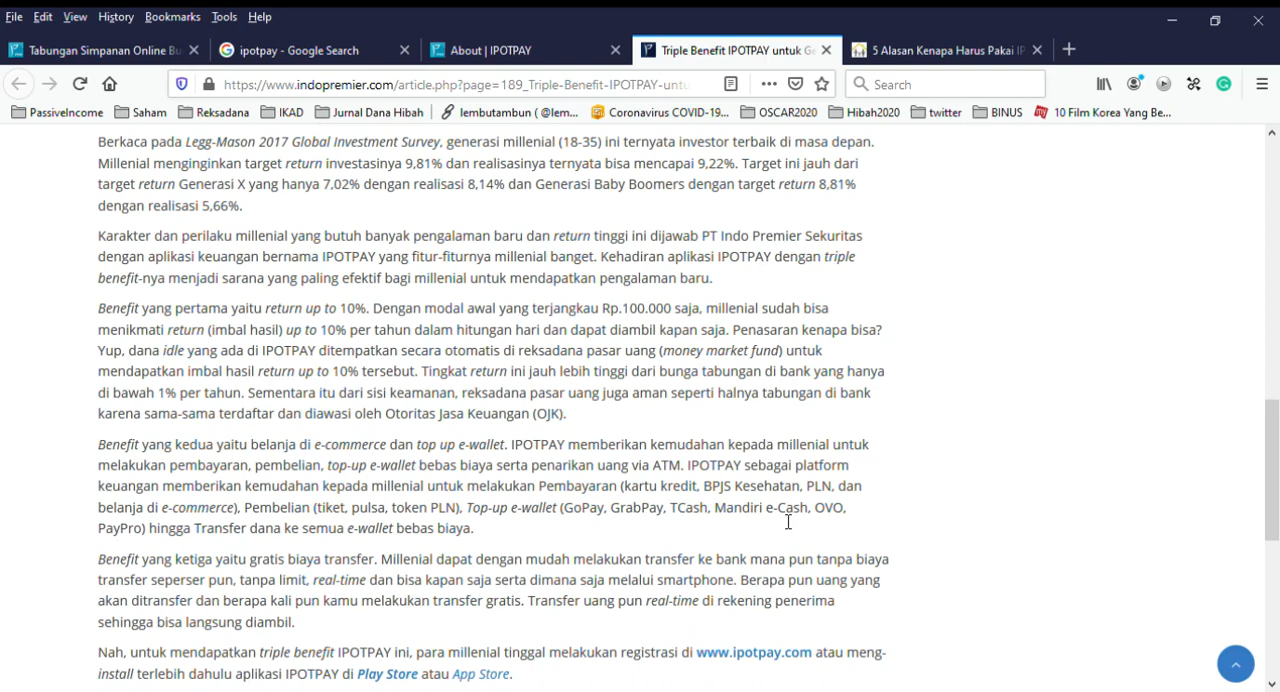 File Edit View History Bookmarks Tools Help
Tabungan Simpanan Online Bu
ipotpay - Google Search
About | IPOTPAY
Triple Benefit IPOTPAY untuk Ge
5 Alasan Kenapa Harus Pakai IP
https://www.indopremier.com/article.php?page=189_Triple-Benefit-IPOTPAY-untu
Search
PassiveIncome Saham Reksadana IKAD Jurnal Dana Hibah lembutambun ( @lem... Coronavirus COVID-19... OSCAR2020 Hibah2020 twitter BINUS 10 Film Korea Yang Be...
Berkaca pada Legg-Mason 2017 Global Investment Survey, generasi millenial (18-35) ini ternyata investor terbaik di masa depan.
Millenial menginginkan target return investasinya 9,81% dan realisasinya ternyata bisa mencapai 9,22%. Target ini jauh dari
target return Generasi X yang hanya 7,02% dengan realisasi 8,14% dan Generasi Baby Boomers dengan target return 8,81%
dengan realisasi 5,66%.
Karakter dan perilaku millenial yang butuh banyak pengalaman baru dan return tinggi ini dijawab PT Indo Premier Sekuritas
dengan aplikasi keuangan bernama IPOTPAY yang fitur-fiturnya millenial banget. Kehadiran aplikasi IPOTPAY dengan triple
benefit-nya menjadi sarana yang paling efektif bagi millenial untuk mendapatkan pengalaman baru.
Benefit yang pertama yaitu return up to 10%. Dengan modal awal yang terjangkau Rp.100.000 saja, millenial sudah bisa
menikmati return (imbal hasil) up to 10% per tahun dalam hitungan hari dan dapat diambil kapan saja. Penasaran kenapa bisa?
Yup, dana idle yang ada di IPOTPAY ditempatkan secara otomatis di reksadana pasar uang (money market fund) untuk
mendapatkan imbal hasil return up to 10% tersebut. Tingkat return ini jauh lebih tinggi dari bunga tabungan di bank yang hanya
di bawah 1% per tahun. Sementara itu dari sisi keamanan, reksadana pasar uang juga aman seperti halnya tabungan di bank
karena sama-sama terdaftar dan diawasi oleh Otoritas Jasa Keuangan (OJK).
Benefit yang kedua yaitu belanja di e-commerce dan top up e-wallet. IPOTPAY memberikan kemudahan kepada millenial untuk
melakukan pembayaran, pembelian, top-up e-wallet bebas biaya serta penarikan uang via ATM. IPOTPAY sebagai platform
keuangan memberikan kemudahan kepada millenial untuk melakukan Pembayaran (kartu kredit, BPJS Kesehatan, PLN, dan
belanja di e-commerce), Pembelian (tiket, pulsa, token PLN), Top-up e-wallet (GoPay, GrabPay, TCash, Mandiri e-Cash, OVO,
PayPro) hingga Transfer dana ke semua e-wallet bebas biaya.
Benefit yang ketiga yaitu gratis biaya transfer. Millenial dapat dengan mudah melakukan transfer ke bank mana pun tanpa biaya
transfer seperser pun, tanpa limit, real-time dan bisa kapan saja serta dimana saja melalui smartphone. Berapa pun uang yang
akan ditransfer dan berapa kali pun kamu melakukan transfer gratis. Transfer uang pun real-time di rekening penerima
sehingga bisa langsung diambil.
Nah, untuk mendapatkan triple benefit IPOTPAY ini, para millenial tinggal melakukan registrasi di www.ipotpay.com atau meng-
install terlebih dahulu aplikasi IPOTPAY di Play Store atau App Store.